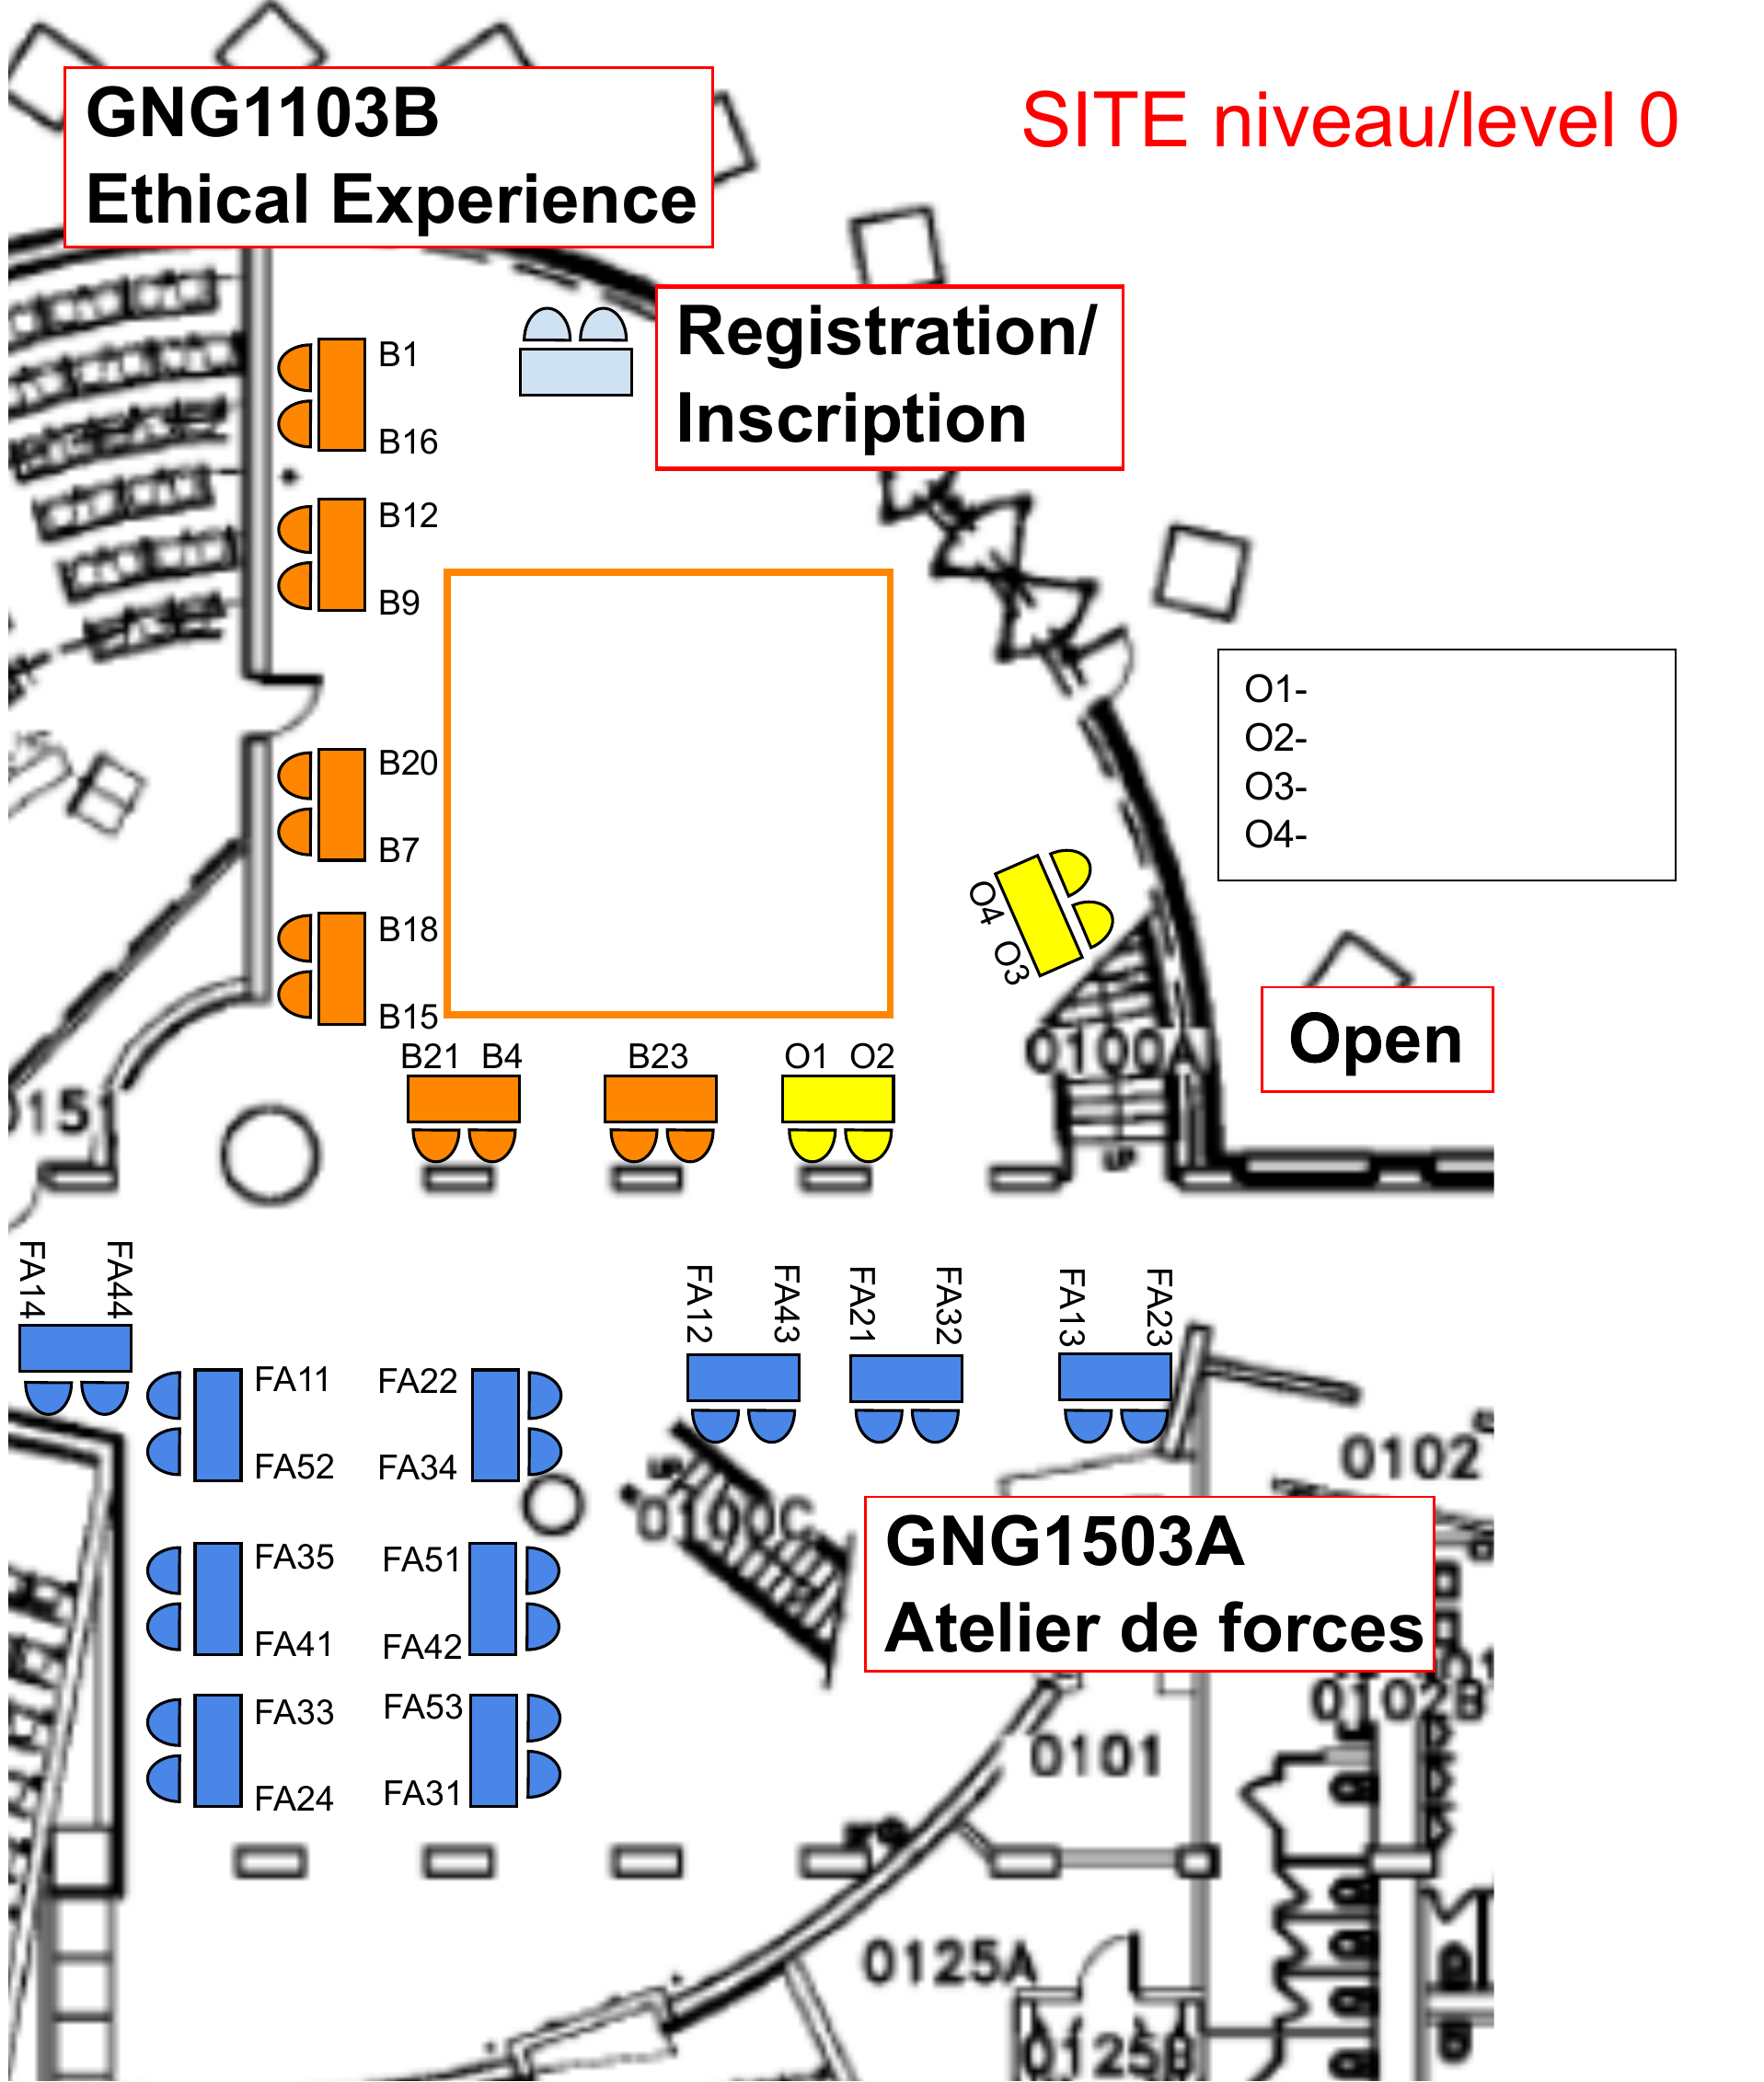 GNG1103B
Ethical Experience
SITE niveau/level 0
Registration/
Inscription
B1
B16
B12
B9
B20
B7
B18
B15
O1-
O2-
O3-
O4-
O4 O3
Open
0100A
B21 B4 B23 O1 O2
FA14 FA44
FA12 FA43 FA21 FA32 FA13 FA23
FA11 FA22
FA52 FA34
0102
0100C
GNG1503A
Atelier de forces
FA35 FA51
FA41 FA42
FA33 FA53
FA24 FA31
0102B
0101
0125A
0125B